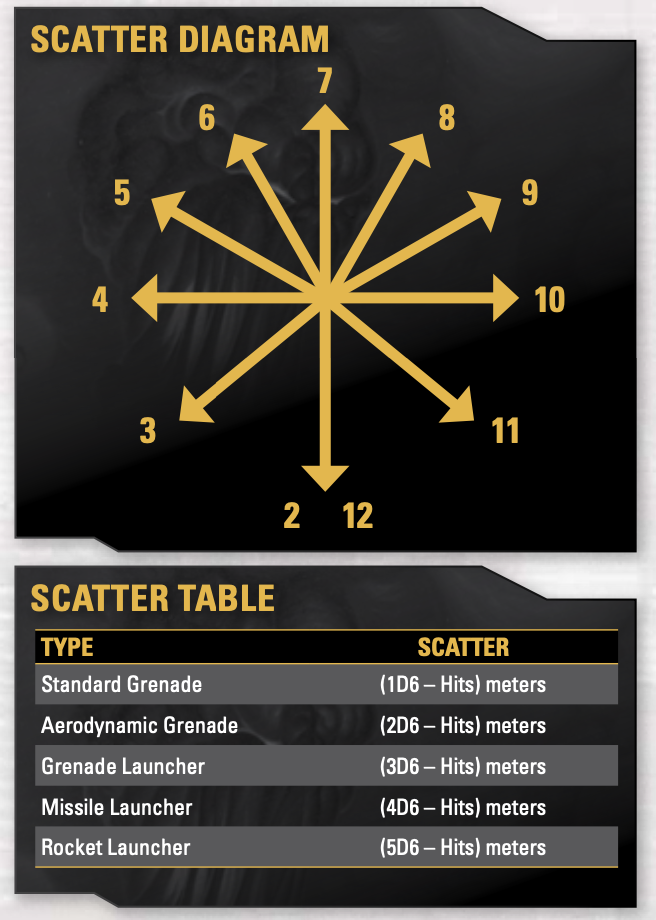 SCATTER DIAGRAM
7
6 8
5 9
4 10
3 11
2 12
SCATTER TABLE
TYPE SCATTER
Standard Grenade (1D6 – Hits) meters
Aerodynamic Grenade (2D6 – Hits) meters
Grenade Launcher (3D6 – Hits) meters
Missile Launcher (4D6 – Hits) meters
Rocket Launcher (5D6 – Hits) meters